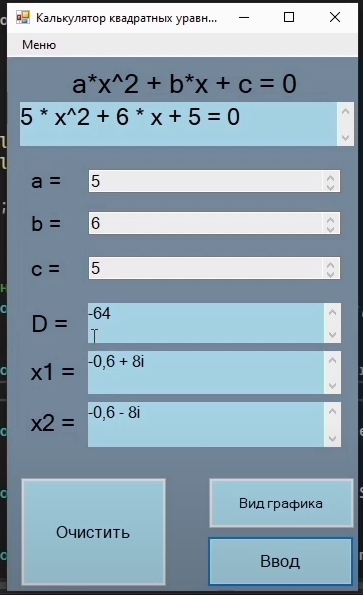 Калькулятор квадратных уравн...
Меню
a*x^2 + b*x + c = 0
5 * x^2 + 6 * x + 5 = 0
a = 5
b = 6
c = 5
D = -64
x1 = -0,6 + 8i
x2 = -0,6 - 8i
Очистить
Вид графика
Ввод